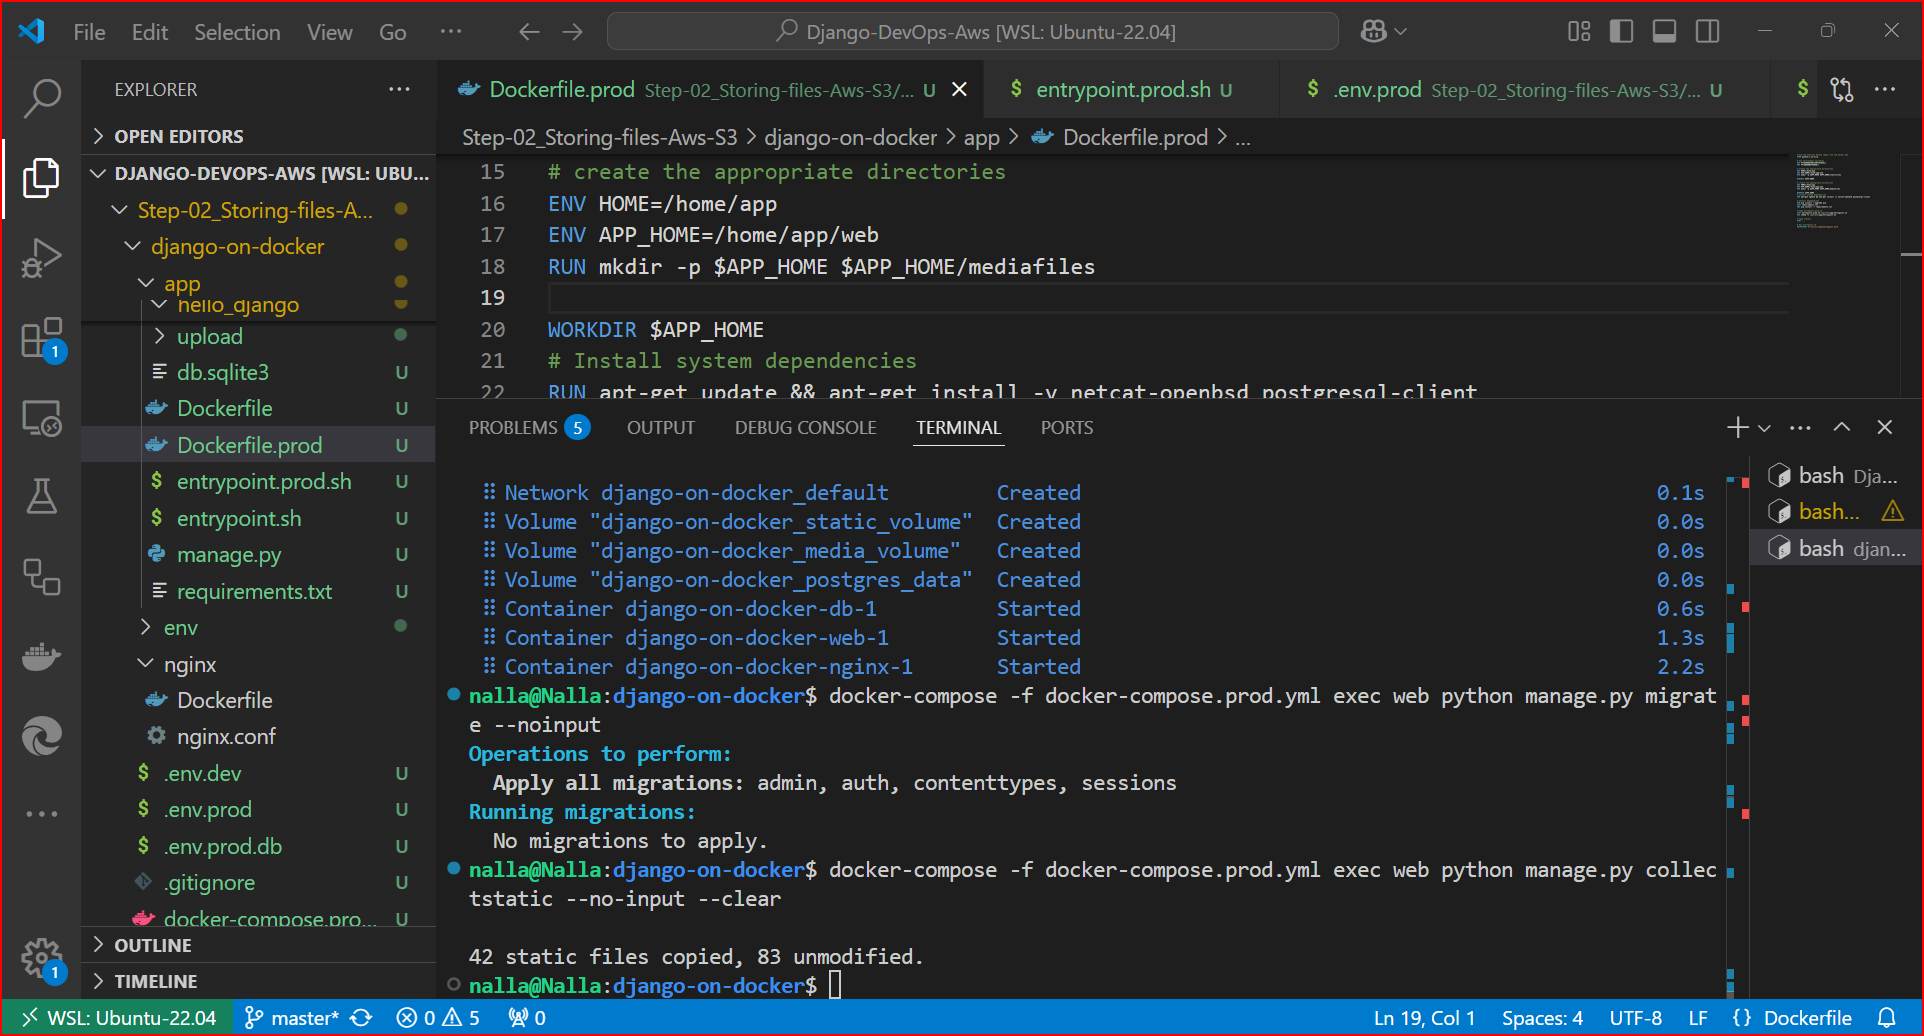 File Edit Selection View Go ··· Django-DevOps-Aws [WSL: Ubuntu-22.04]
EXPLORER ···
OPEN EDITORS
DJANGO-DEVOPS-AWS [WSL: UBU...
Step-02_Storing-files-A...
django-on-docker
app
hello_django
upload
db.sqlite3 U
Dockerfile U
Dockerfile.prod U
entrypoint.prod.sh U
entrypoint.sh U
manage.py U
requirements.txt U
env
nginx
Dockerfile
nginx.conf
.env.dev U
.env.prod U
.env.prod.db U
.gitignore U
docker-compose.pro... U
OUTLINE
TIMELINE
1
1
Dockerfile.prod Step-02_Storing-files-Aws-S3/... U
entrypoint.prod.sh U
.env.prod Step-02_Storing-files-Aws-S3/... U
$ ···
Step-02_Storing-files-Aws-S3 > django-on-docker > app > Dockerfile.prod > ...
15 # create the appropriate directories
16 ENV HOME=/home/app
17 ENV APP_HOME=/home/app/web
18 RUN mkdir -p $APP_HOME $APP_HOME/mediafiles
19
20 WORKDIR $APP_HOME
21 # Install system dependencies
22 RUN apt-get update && apt-get install -y netcat-openbsd postgresql-client
PROBLEMS 5 OUTPUT DEBUG CONSOLE TERMINAL PORTS
Network django-on-docker_default Created 0.1s
Volume "django-on-docker_static_volume" Created 0.0s
Volume "django-on-docker_media_volume" Created 0.0s
Volume "django-on-docker_postgres_data" Created 0.0s
Container django-on-docker-db-1 Started 0.6s
Container django-on-docker-web-1 Started 1.3s
Container django-on-docker-nginx-1 Started 2.2s
nalla@Nalla:django-on-docker$ docker-compose -f docker-compose.prod.yml exec web python manage.py migrat
e --noinput
Operations to perform:
Apply all migrations: admin, auth, contenttypes, sessions
Running migrations:
No migrations to apply.
nalla@Nalla:django-on-docker$ docker-compose -f docker-compose.prod.yml exec web python manage.py collec
tstatic --no-input --clear
42 static files copied, 83 unmodified.
nalla@Nalla:django-on-docker$
bash Dja...
bash...
bash djan...
WSL: Ubuntu-22.04 master* 0 5 0 Ln 19, Col 1 Spaces: 4 UTF-8 LF {} Dockerfile